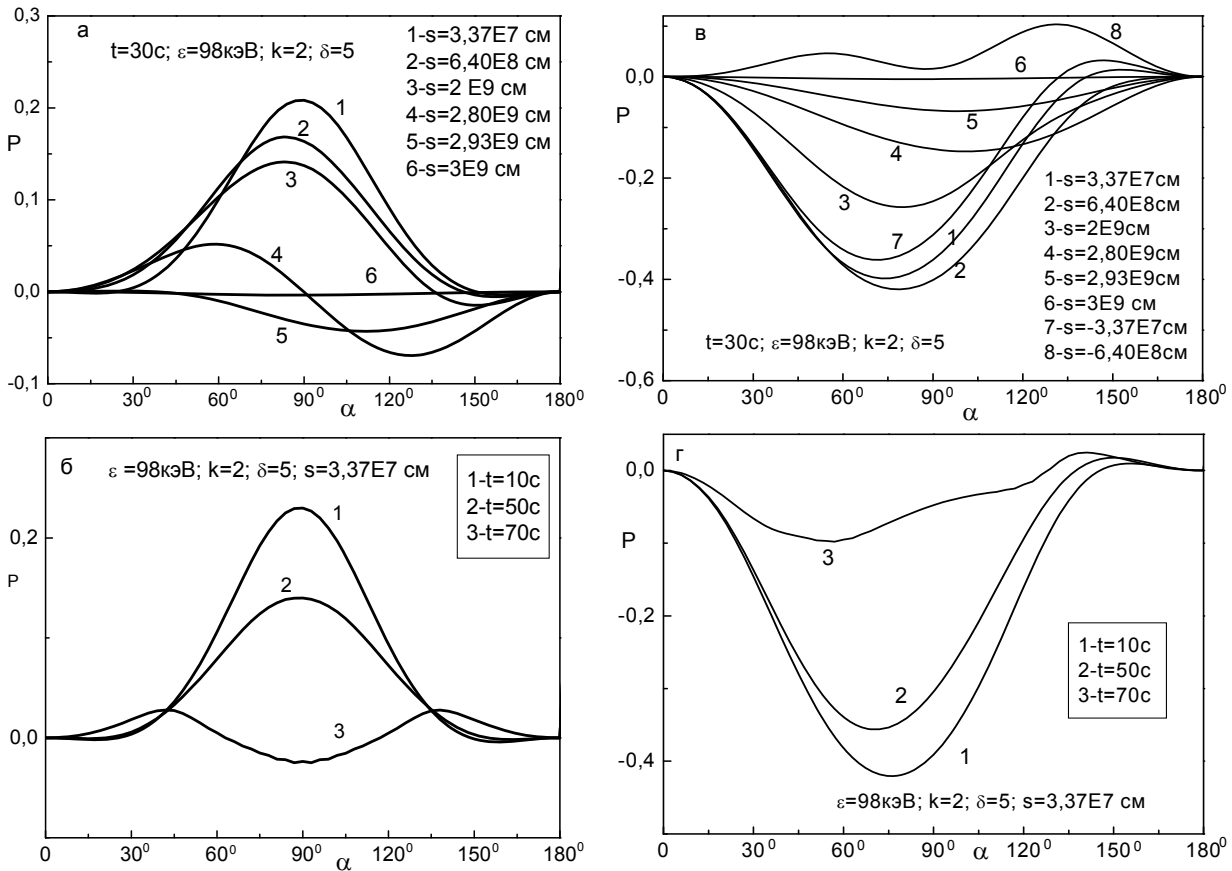 а
t=30с; ε=98кэВ; k=2; δ=5
1-s=3,37E7 см
2-s=6,40E8 см
3-s=2 E9 см
4-s=2,80E9 см
5-s=2,93E9 см
6-s=3E9 см
0,3
0,2
0,1
0,0
-0,1
P
1
2
3
4
5
6
0 30⁰ 60⁰ 90⁰ 120⁰ 150⁰ 180⁰
α
в
0,0
-0,2
-0,4
-0,6
P
8
6
5
4
3
7
1
2
1-s=3,37E7см
2-s=6,40E8см
3-s=2E9см
4-s=2,80E9см
5-s=2,93E9см
6-s=3E9 см
7-s=-3,37E7см
8-s=-6,40E8см
t=30с; ε=98кэВ; k=2; δ=5
0 30⁰ 60⁰ 90⁰ 120⁰ 150⁰ 180⁰
α
б
ε =98кэВ; k=2; δ=5; s=3,37E7 см
1-t=10с
2-t=50с
3-t=70с
0,2
0,0
P
1
2
3
0 30⁰ 60⁰ 90⁰ 120⁰ 150⁰ 180⁰
α
г
0,0
-0,2
-0,4
P
3
2
1
1-t=10с
2-t=50с
3-t=70с
ε=98кэВ; k=2; δ=5; s=3,37E7 см
0 30⁰ 60⁰ 90⁰ 120⁰ 150⁰ 180⁰
α